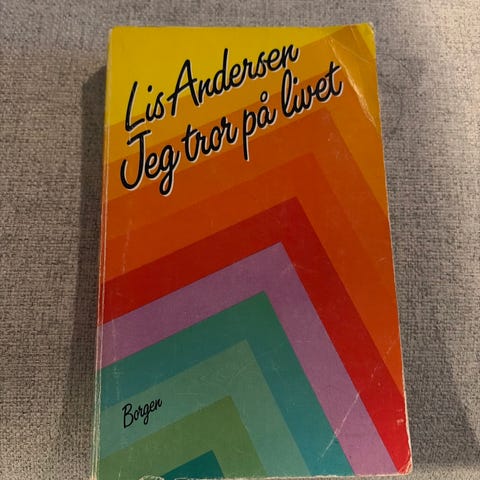 Lis Andersen
Jeg tror på livet
Borgen